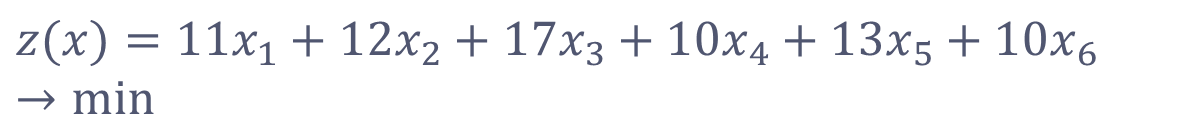 z(x) = 11x₁ + 12x₂ + 17x₃ + 10x₄ + 13x₅ + 10x₆
→ min